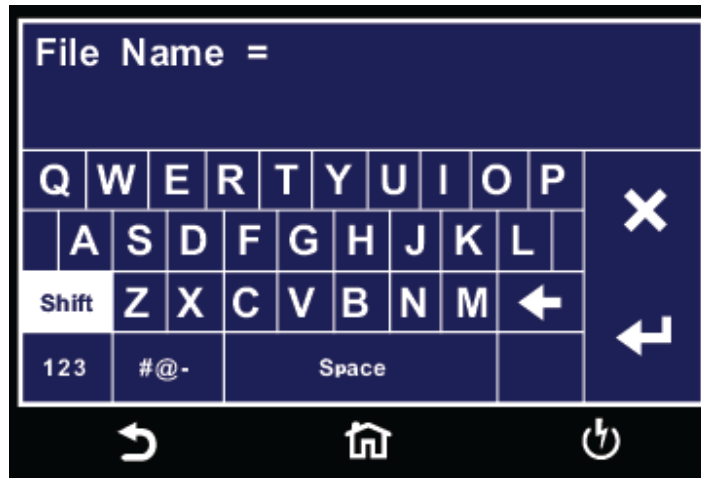 File Name =
Q W E R T Y U I O P
A S D F G H J K L
Shift Z X C V B N M
123 #@- Space